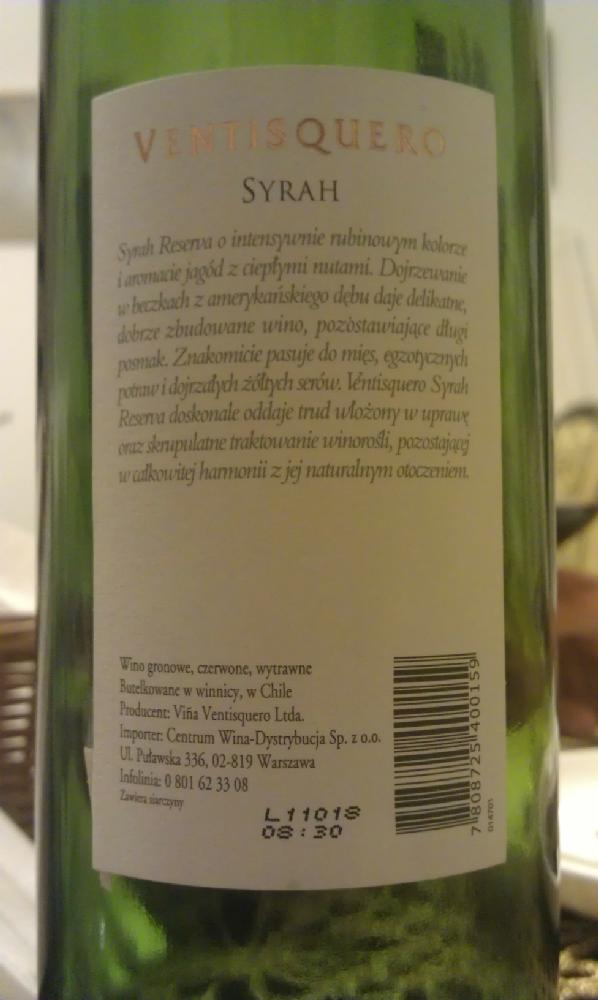 VENTISQUERO
SYRAH
Syrah Reserva o intensywnie rubinowym kolorze
i aromacie jagód z ciepłymi nutami. Dojrzewanie
w beczkach z amerykańskiego dębu daje delikatne,
dobrze zbudowane wino, pozostawiające długi
posmak. Znakomicie pasuje do mięs, egzotycznych
potraw i dojrzałych żółtych serów. Ventisquero Syrah
Reserva doskonale oddaje trud włożony w uprawę
oraz skrupulatne traktowanie winorośli, pozostającej
w całkowitej harmonii z jej naturalnym otoczeniem.
Wino gronowe, czerwone, wytrawne
Butelkowane w winnicy, w Chile
Producent: Viña Ventisquero Ltda.
Importer: Centrum Wina-Dystrybucja Sp. z o.o.
Ul. Puławska 336, 02-819 Warszawa
Infolinia: 0 801 62 33 08
Zawiera siarczyny
L11018
08:30
7 808725 400159
014701